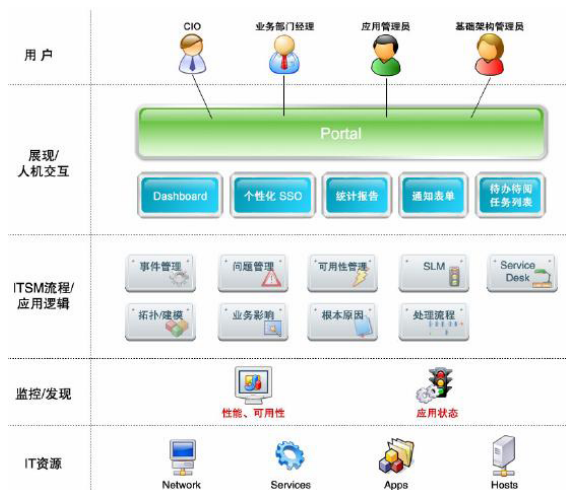 CIO
业务部门经理
应用管理员
基础架构管理员
用 户
Portal
展现/
人机交互
Dashboard
个性化 SSO
统计报告
通知表单
待办待阅
任务列表
ITSM流程/
应用逻辑
事件管理
问题管理
可用性管理
SLM
Service
Desk
拓扑/建模
业务影响
根本原因
处理流程
监控/发现
性能、可用性
应用状态
IT资源
Network
Services
Apps
Hosts